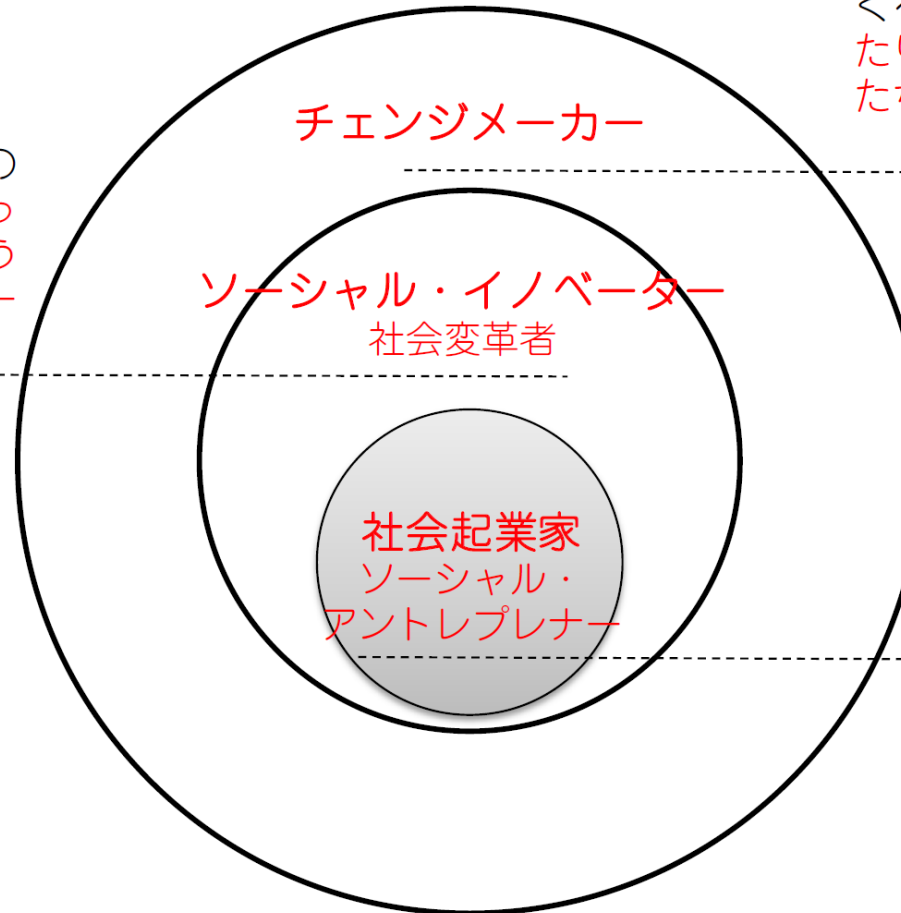 チェンジメーカー
ソーシャル・イノベーター
社会変革者
社会起業家
ソーシャル・
アントレプレナー